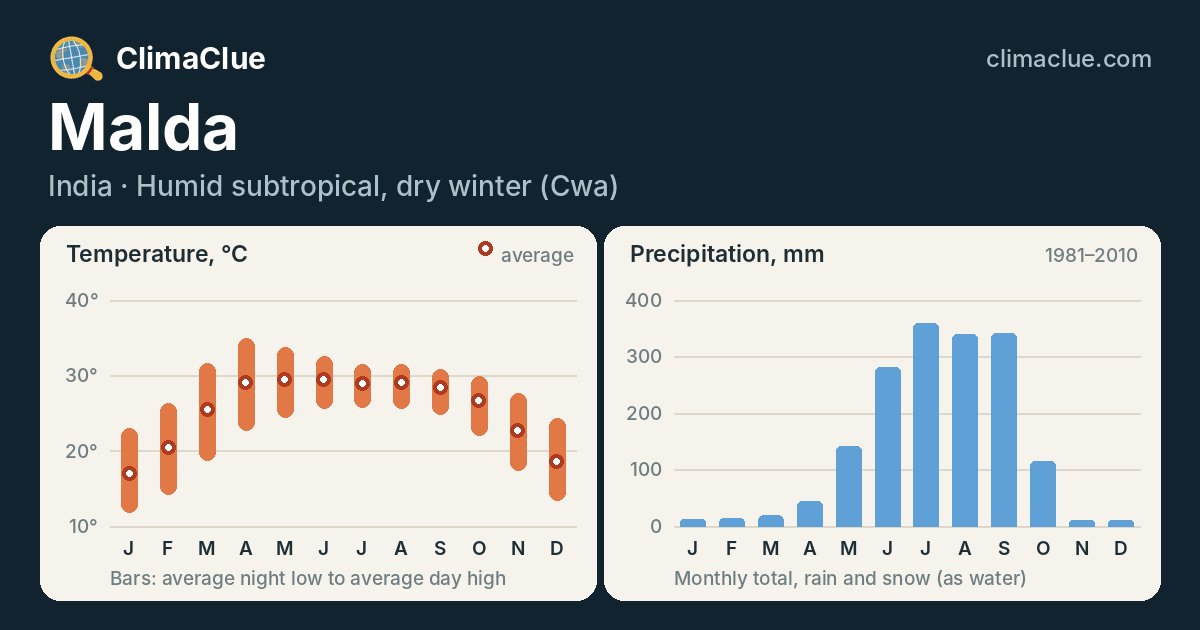 ClimaClue
climaclue.com
Malda
India · Humid subtropical, dry winter (Cwa)
Temperature, °C
average
40°
30°
20°
10°
J F M A M J J A S O N D
Bars: average night low to average day high
Precipitation, mm
1981–2010
400
300
200
100
0
J F M A M J J A S O N D
Monthly total, rain and snow (as water)